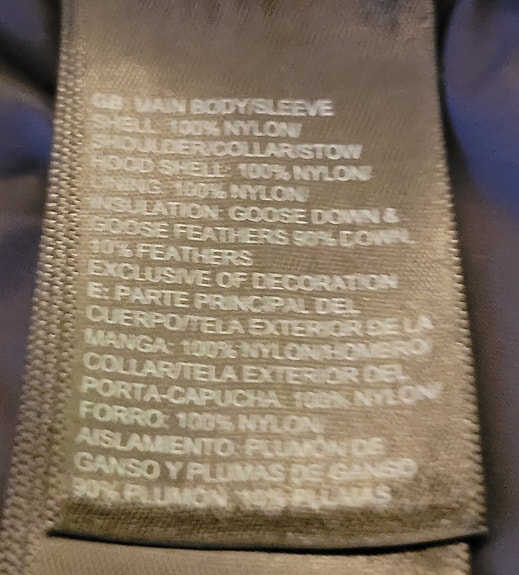 GB: MAIN BODY/SLEEVE
SHELL: 100% NYLON/
SHOULDER/COLLAR/STOW
HOOD SHELL: 100% NYLON/
LINING: 100% NYLON/
INSULATION: GOOSE DOWN &
GOOSE FEATHERS 90% DOWN,
10% FEATHERS
EXCLUSIVE OF DECORATION
E: PARTE PRINCIPAL DEL
CUERPO/TELA EXTERIOR DE LA
MANGA: 100% NYLON/HOMBRO/
COLLAR/TELA EXTERIOR DEL
PORTA-CAPUCHA: 100% NYLON/
FORRO: 100% NYLON/
AISLAMIENTO: PLUMÓN DE
GANSO Y PLUMAS DE GANSO
90% PLUMÓN, 10% PLUMAS